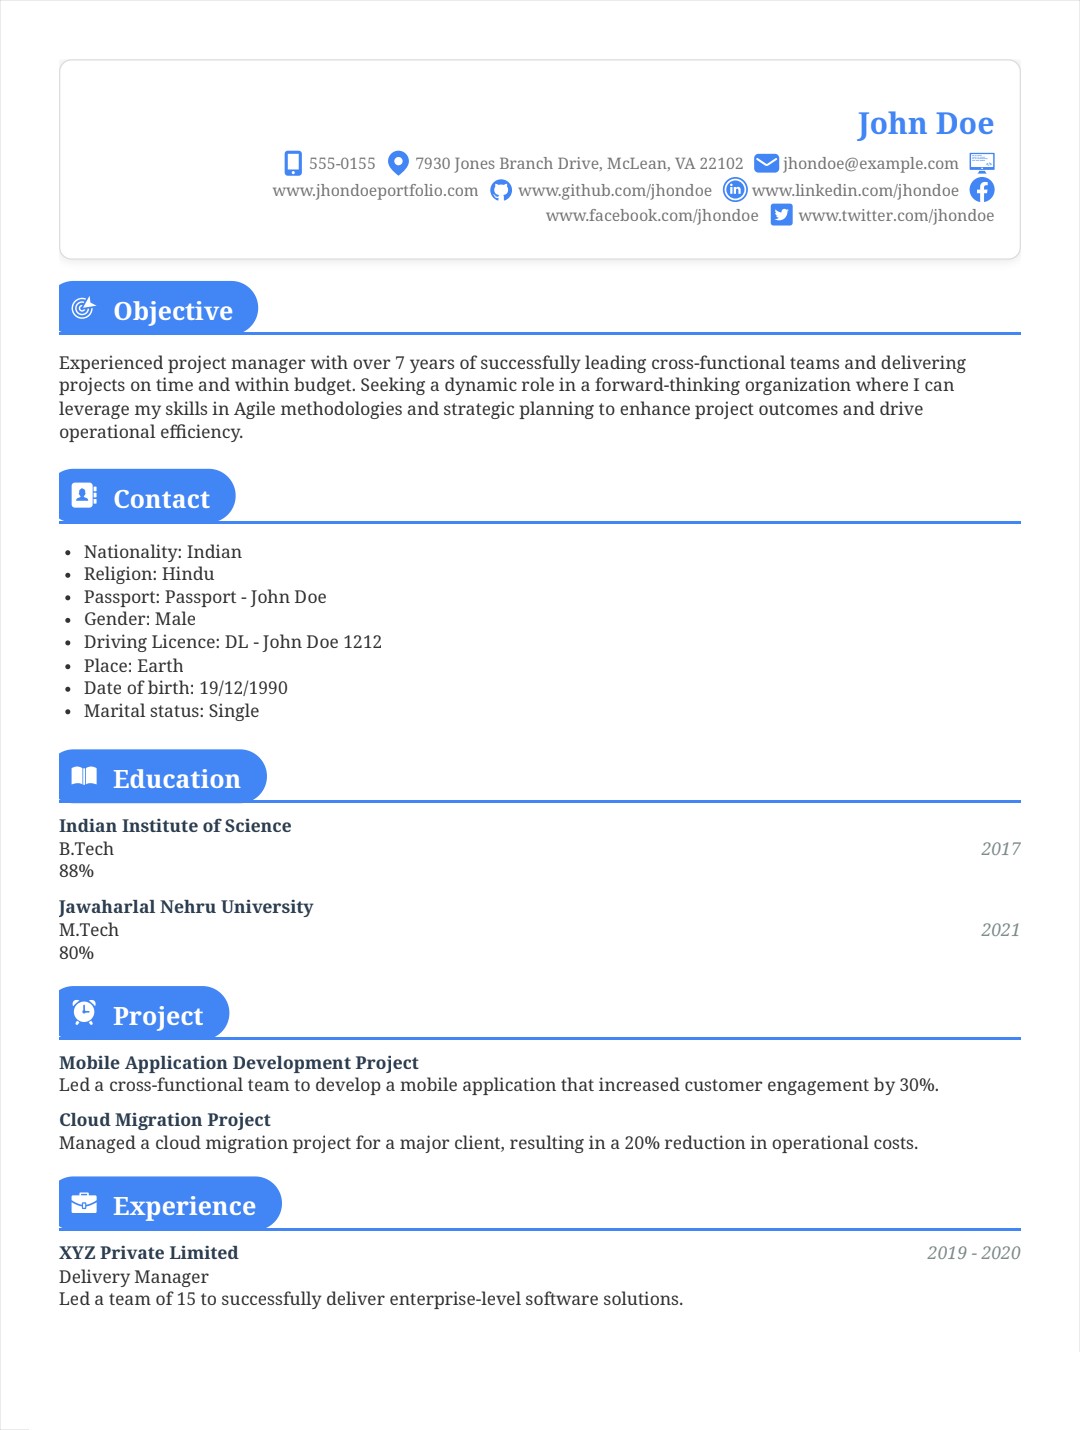 John Doe
555-0155 7930 Jones Branch Drive, McLean, VA 22102 jhondoe@example.com
www.jhondoeportfolio.com www.github.com/jhondoe www.linkedin.com/jhondoe
www.facebook.com/jhondoe www.twitter.com/jhondoe
Objective
Experienced project manager with over 7 years of successfully leading cross-functional teams and delivering
projects on time and within budget. Seeking a dynamic role in a forward-thinking organization where I can
leverage my skills in Agile methodologies and strategic planning to enhance project outcomes and drive
operational efficiency.
Contact
• Nationality: Indian
• Religion: Hindu
• Passport: Passport - John Doe
• Gender: Male
• Driving Licence: DL - John Doe 1212
• Place: Earth
• Date of birth: 19/12/1990
• Marital status: Single
Education
Indian Institute of Science
B.Tech 2017
88%
Jawaharlal Nehru University
M.Tech 2021
80%
Project
Mobile Application Development Project
Led a cross-functional team to develop a mobile application that increased customer engagement by 30%.
Cloud Migration Project
Managed a cloud migration project for a major client, resulting in a 20% reduction in operational costs.
Experience
XYZ Private Limited 2019 - 2020
Delivery Manager
Led a team of 15 to successfully deliver enterprise-level software solutions.